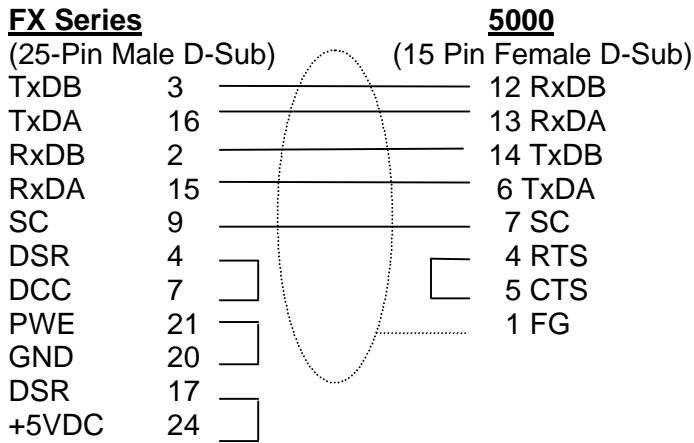 FX Series 5000
(25-Pin Male D-Sub) (15 Pin Female D-Sub)
TxDB 3 12 RxDB
TxDA 16 13 RxDA
RxDB 2 14 TxDB
RxDA 15 6 TxDA
SC 9 7 SC
DSR 4 4 RTS
DCC 7 5 CTS
PWE 21 1 FG
GND 20
DSR 17
+5VDC 24